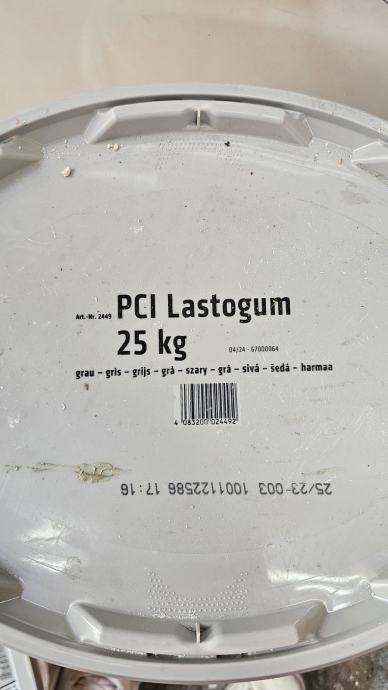 Art.-Nr. 2449 PCI Lastogum
25 kg 04/24 - 67000064
grau – gris – grijs – grå – szary – grå – sivá – šedá – harmaa
4 083200 024492
25/23-003 1001122586 17:16